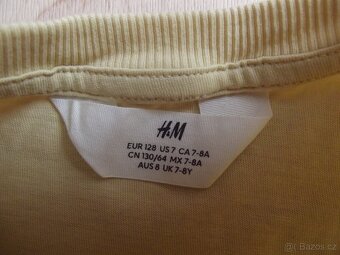 H&M
EUR 128 US 7 CA 7-8A
CN 130/64 MX 7-8A
AUS 8 UK 7-8Y
Bazoš.cz